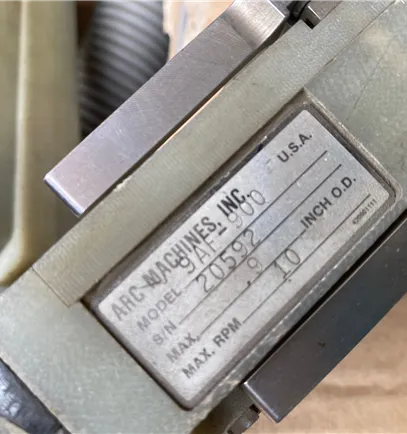 ARC MACHINES, INC. U.S.A.
MODEL 9AF-900
S/N 20592
MAX. .9 INCH O.D.
MAX. RPM 10